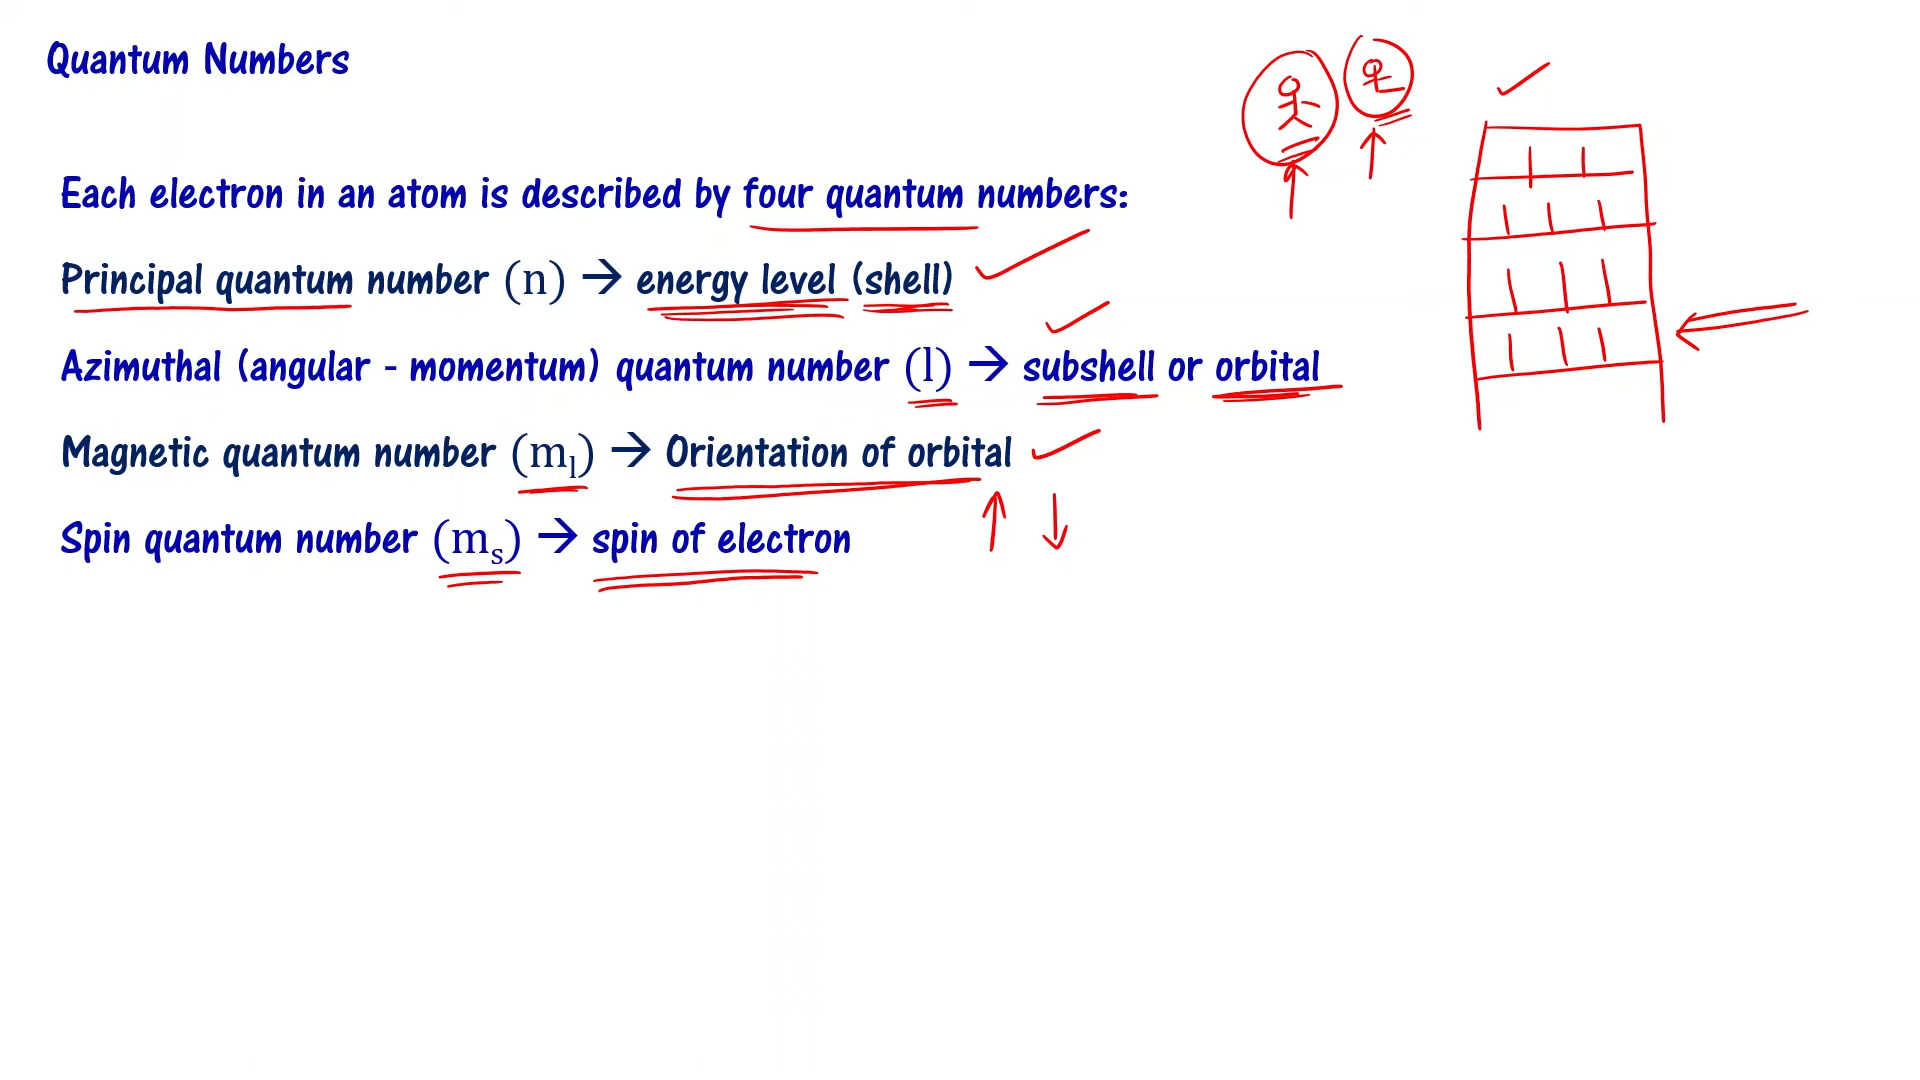 Quantum Numbers
Each electron in an atom is described by four quantum numbers:
Principal quantum number (n) → energy level (shell)
Azimuthal (angular - momentum) quantum number (l) → subshell or orbital
Magnetic quantum number (mₗ) → Orientation of orbital
Spin quantum number (mₛ) → spin of electron